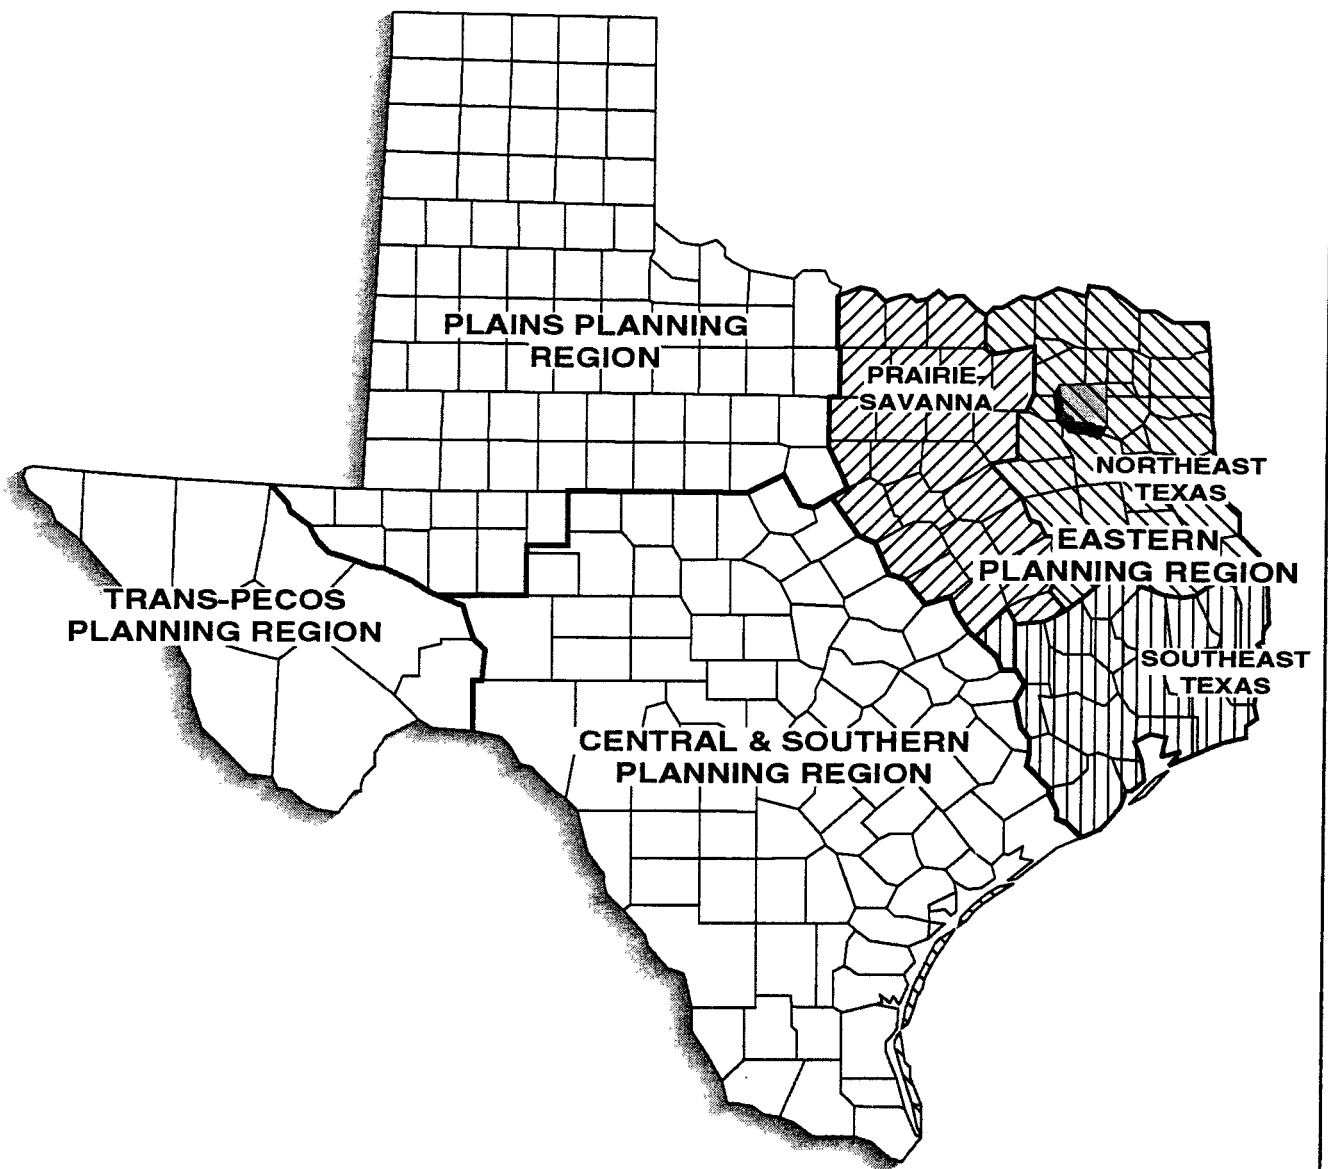 PLAINS PLANNING
REGION
PRAIRIE-
SAVANNA
NORTHEAST
TEXAS
EASTERN
PLANNING REGION
TRANS-PECOS
PLANNING REGION
SOUTHEAST
TEXAS
CENTRAL & SOUTHERN
PLANNING REGION